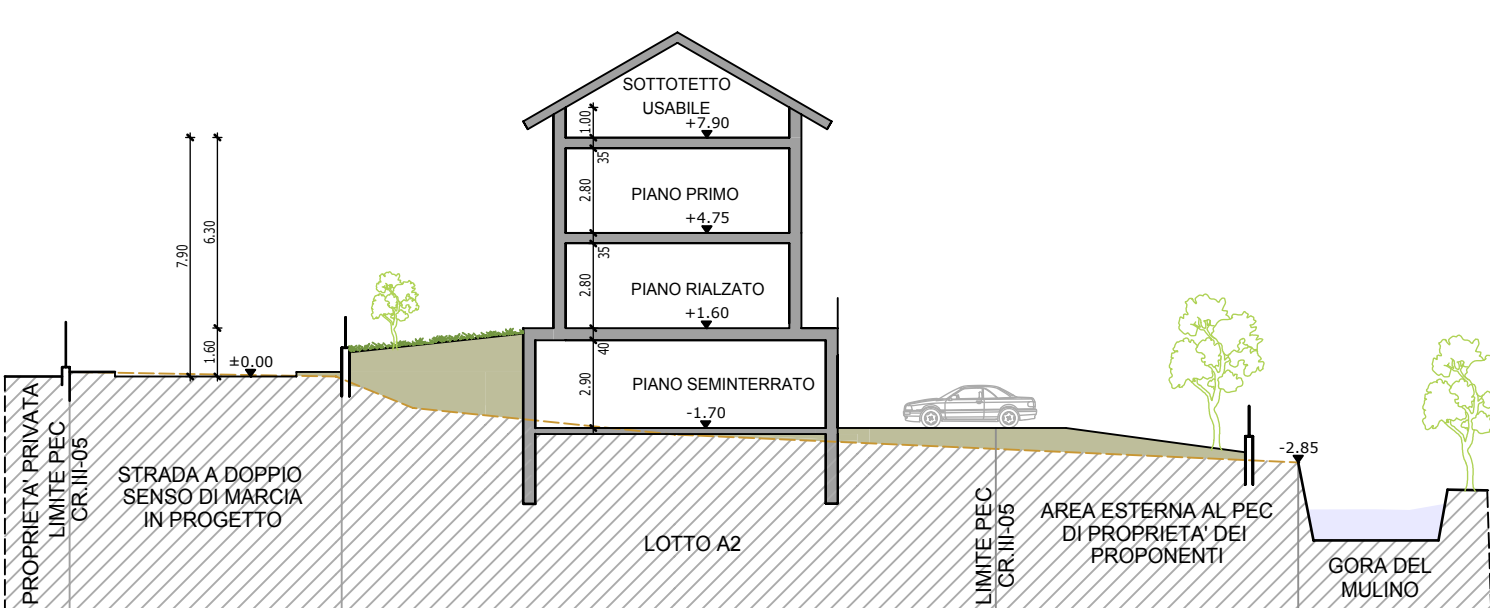 SOTTOTETTO
USABILE
+7.90
1.00
35
PIANO PRIMO
+4.75
2.80
35
PIANO RIALZATO
+1.60
2.80
40
PIANO SEMINTERRATO
-1.70
2.90
7.90
6.30
1.60
±0.00
-2.85
PROPRIETA' PRIVATA
LIMITE PEC
CR.III-05
STRADA A DOPPIO
SENSO DI MARCIA
IN PROGETTO
LOTTO A2
LIMITE PEC
CR.III-05
AREA ESTERNA AL PEC
DI PROPRIETA' DEI
PROPONENTI
GORA DEL
MULINO